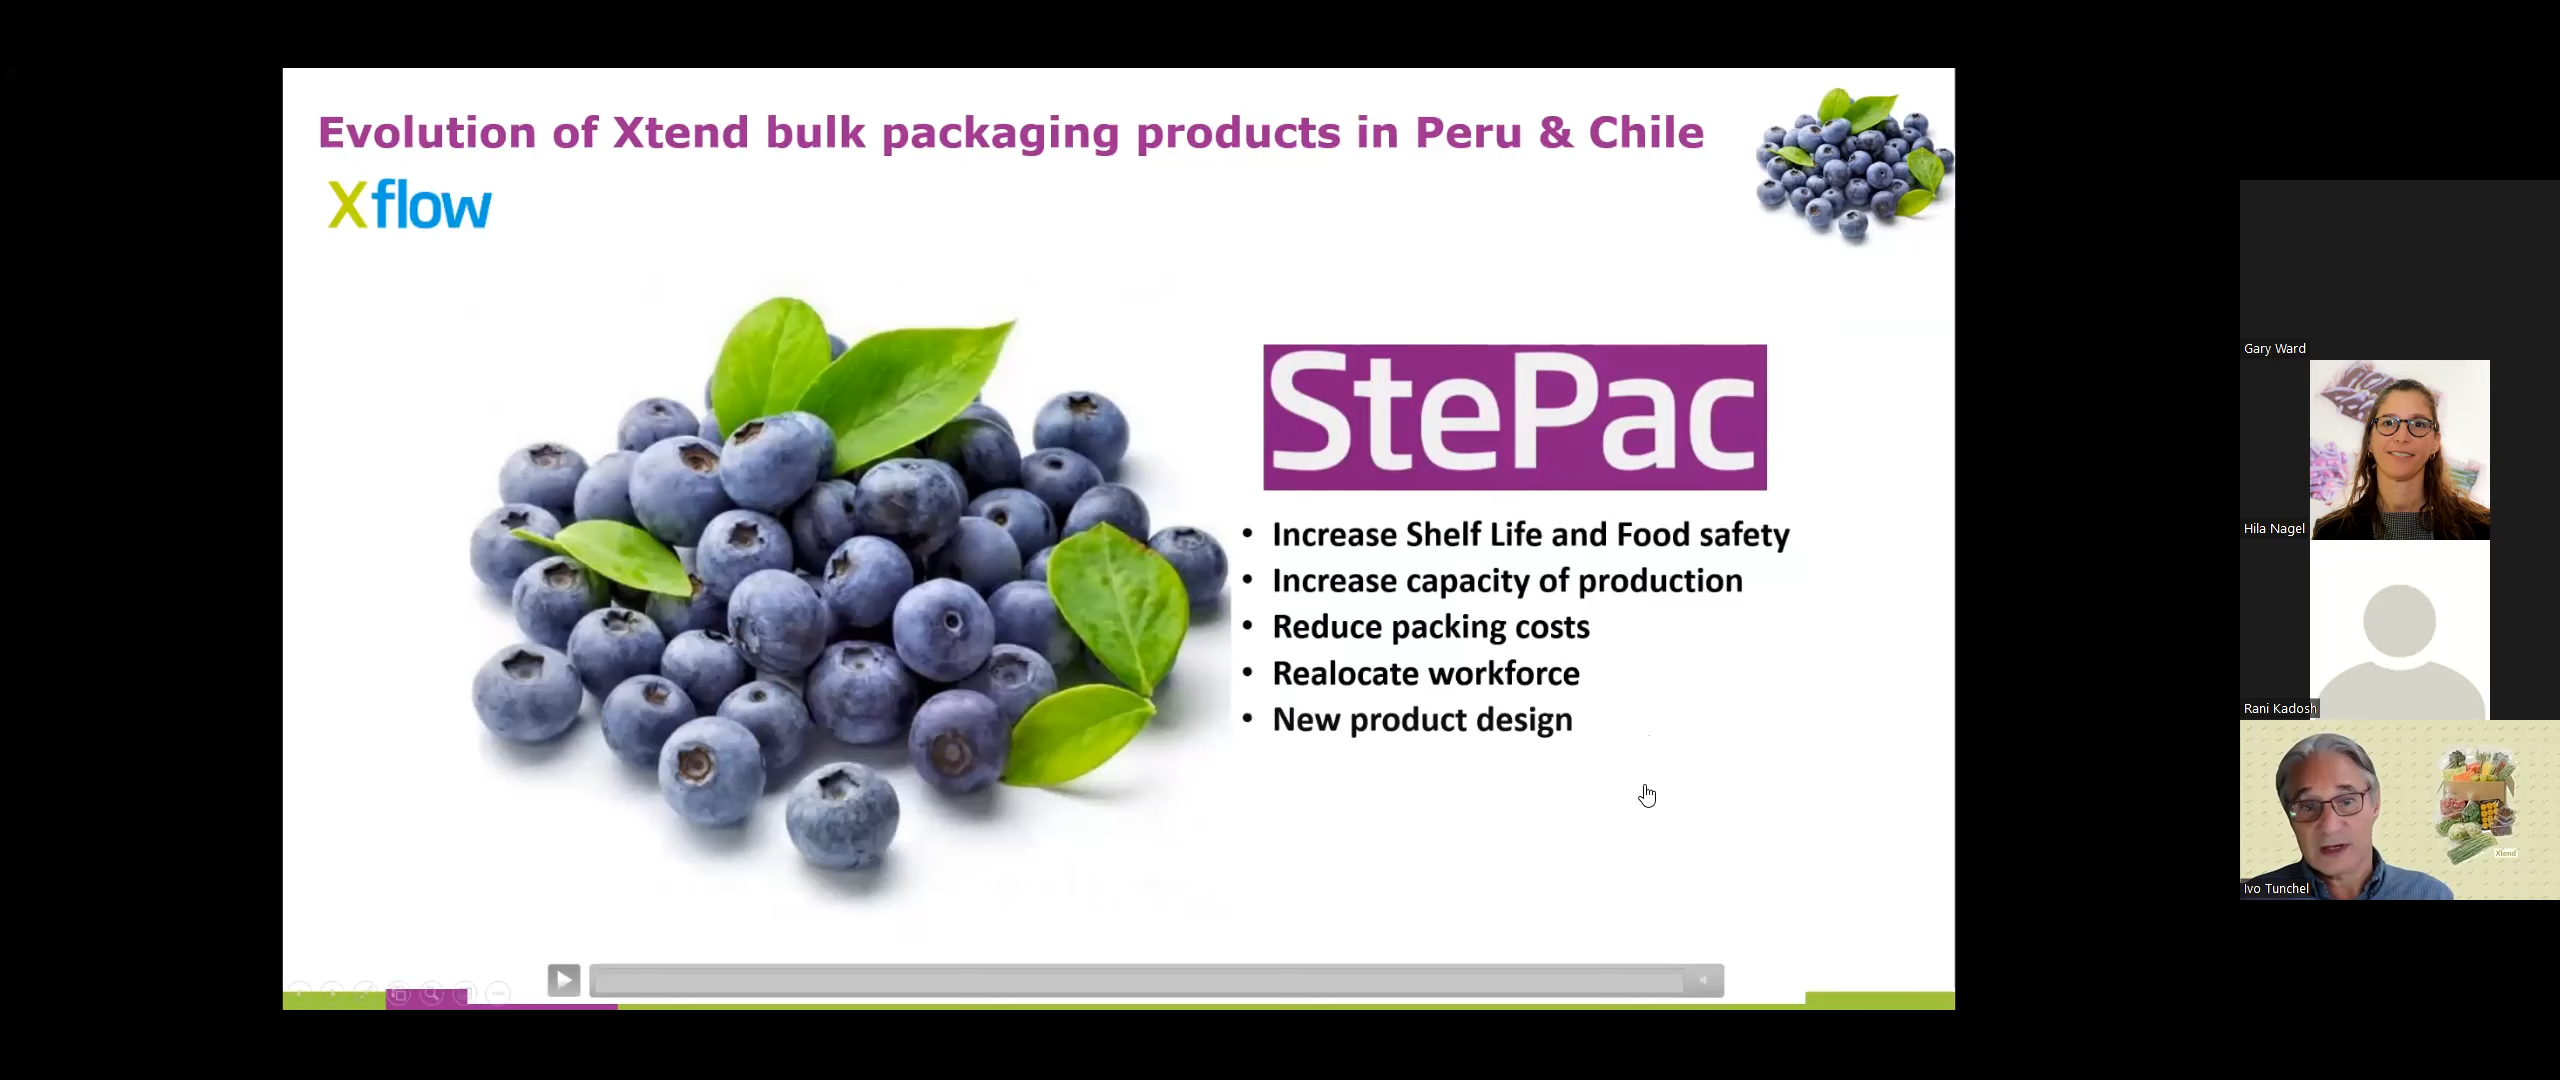 Evolution of Xtend bulk packaging products in Peru & Chile
Xflow
StePac
• Increase Shelf Life and Food safety
• Increase capacity of production
• Reduce packing costs
• Realocate workforce
• New product design
Gary Ward
Hila Nagel
Rani Kadosh
Xtend
Ivo Tunchel